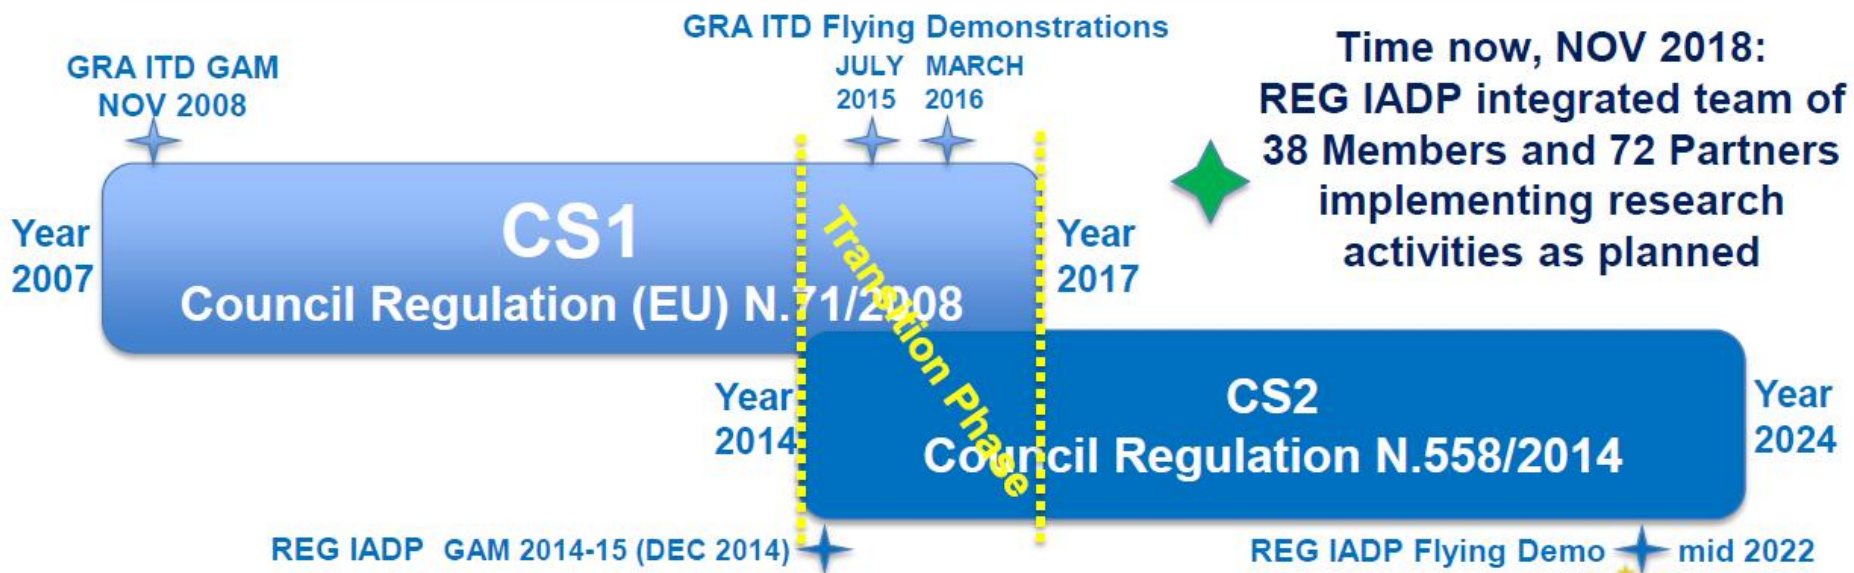 GRA ITD Flying Demonstrations
GRA ITD GAM
NOV 2008
JULY
2015
MARCH
2016
Time now, NOV 2018:
REG IADP integrated team of
38 Members and 72 Partners
implementing research
activities as planned
Year
2007
CS1
Council Regulation (EU) N.71/2008
Transition Phase
Year
2017
Year
2014
CS2
Council Regulation N.558/2014
Year
2024
REG IADP GAM 2014-15 (DEC 2014)
REG IADP Flying Demo mid 2022